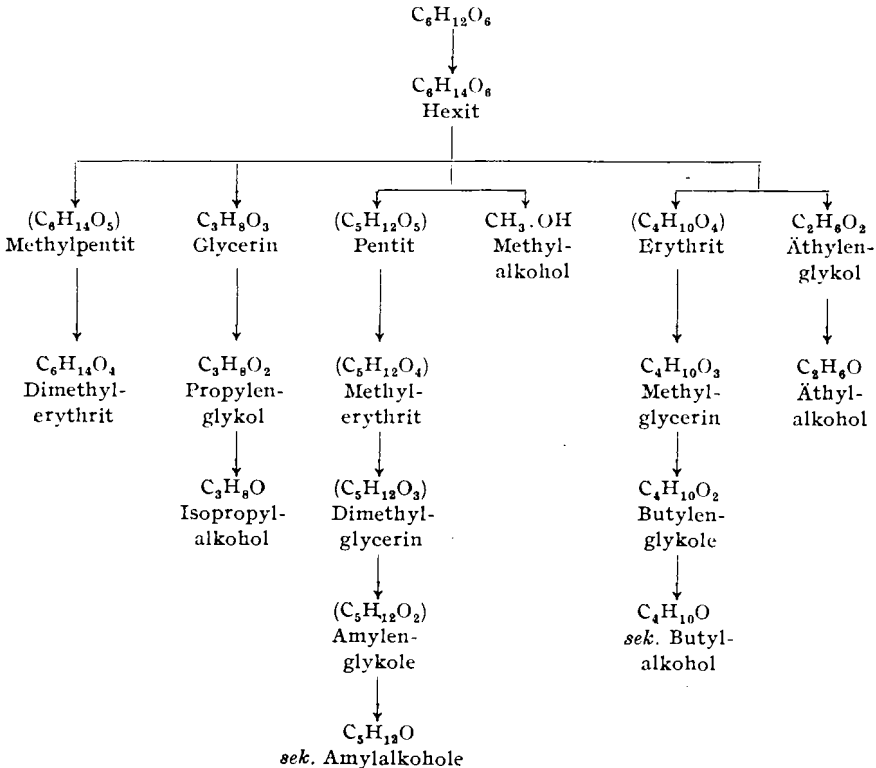 C₆H₁₂O₆
C₆H₁₄O₆
Hexit
(C₆H₁₄O₅) C₃H₈O₃ (C₅H₁₂O₅) CH₃.OH (C₄H₁₀O₄) C₂H₆O₂
Methylpentit Glycerin Pentit Methyl- Erythrit Äthylen-
alkohol glykol
C₆H₁₄O₄ C₃H₈O₂ (C₅H₁₂O₄) C₄H₁₀O₃ C₂H₆O
Dimethyl- Propylen- Methyl- Methyl- Äthyl-
erythrit glykol erythrit glycerin alkohol
C₃H₈O (C₅H₁₂O₃) C₄H₁₀O₂
Isopropyl- Dimethyl- Butylen-
alkohol glycerin glykole
(C₅H₁₂O₂) C₄H₁₀O
Amylen- sek. Butyl-
glykole alkohol
C₅H₁₂O
sek. Amylalkohole